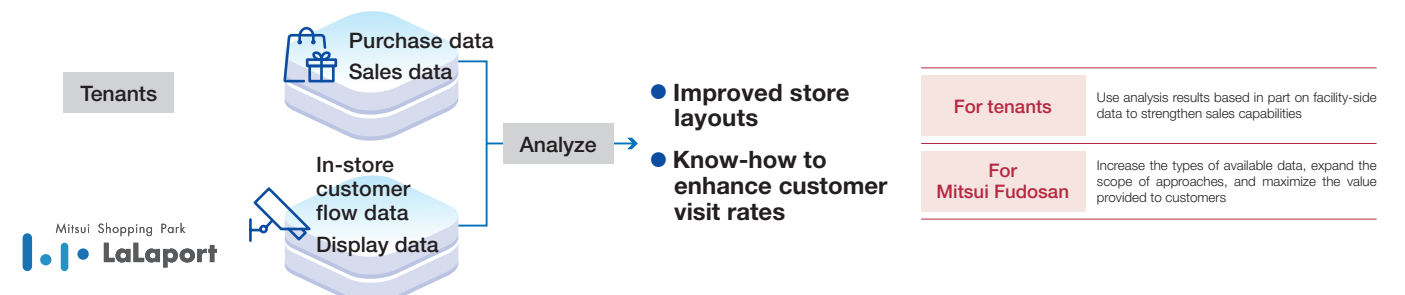 Tenants
Purchase data
Sales data
In-store
customer
flow data
Display data
Mitsui Shopping Park
LaLaport
Analyze
● Improved store
layouts
● Know-how to
enhance customer
visit rates
For tenants
Use analysis results based in part on facility-side
data to strengthen sales capabilities
For
Mitsui Fudosan
Increase the types of available data, expand the
scope of approaches, and maximize the value
provided to customers